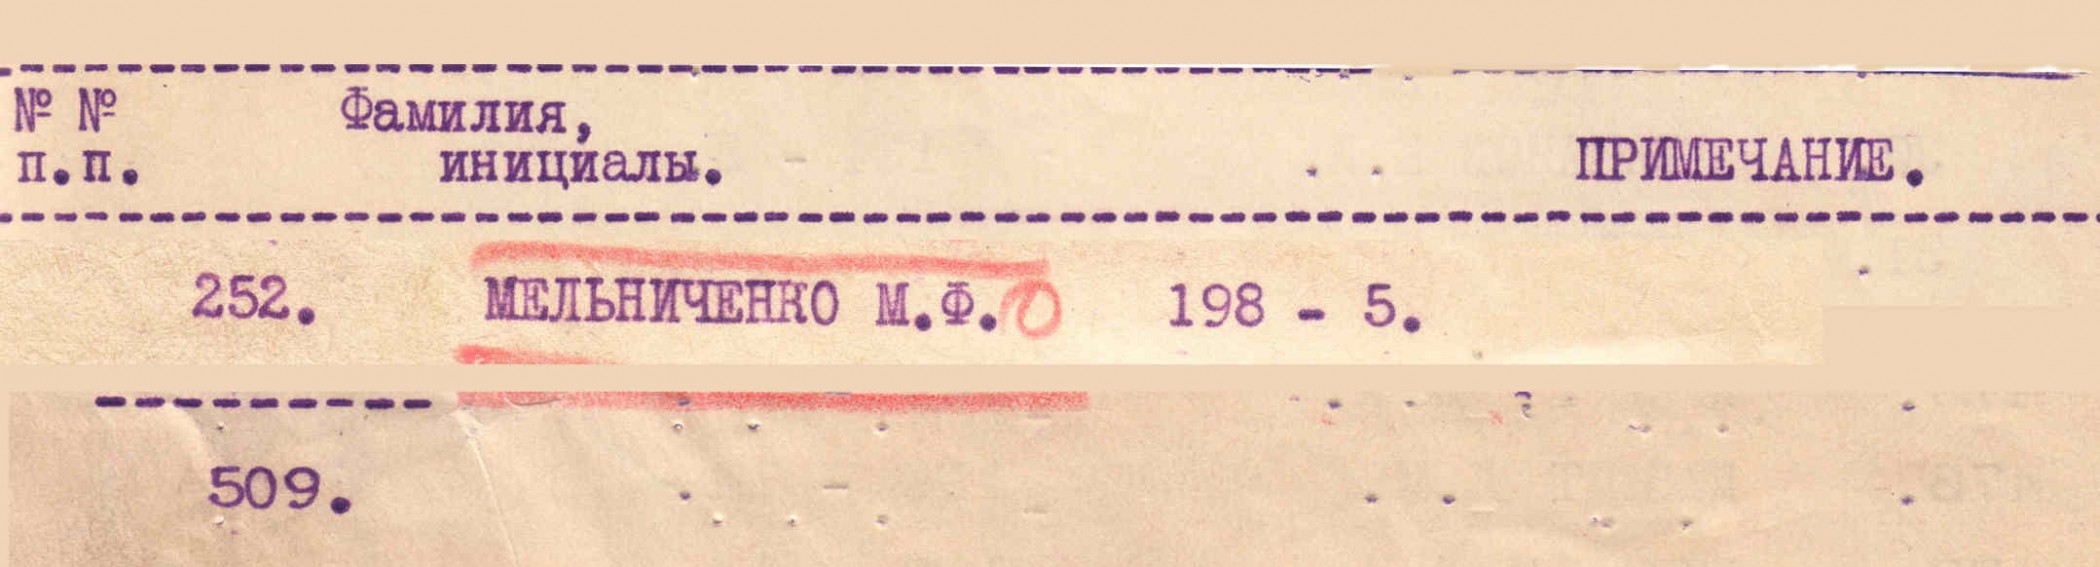 № № Фамилия,
п.п. инициалы. ПРИМЕЧАНИЕ.
252. МЕЛЬНИЧЕНКО М.Ф. 198 - 5.
509.